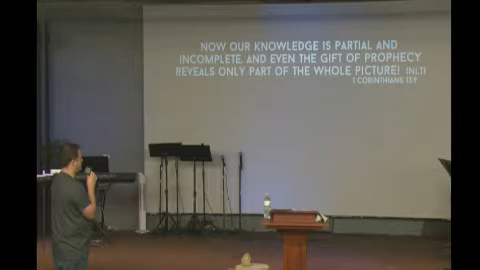 NOW OUR KNOWLEDGE IS PARTIAL AND
INCOMPLETE, AND EVEN THE GIFT OF PROPHECY
REVEALS ONLY PART OF THE WHOLE PICTURE! (NLT)
1 CORINTHIANS 13:9